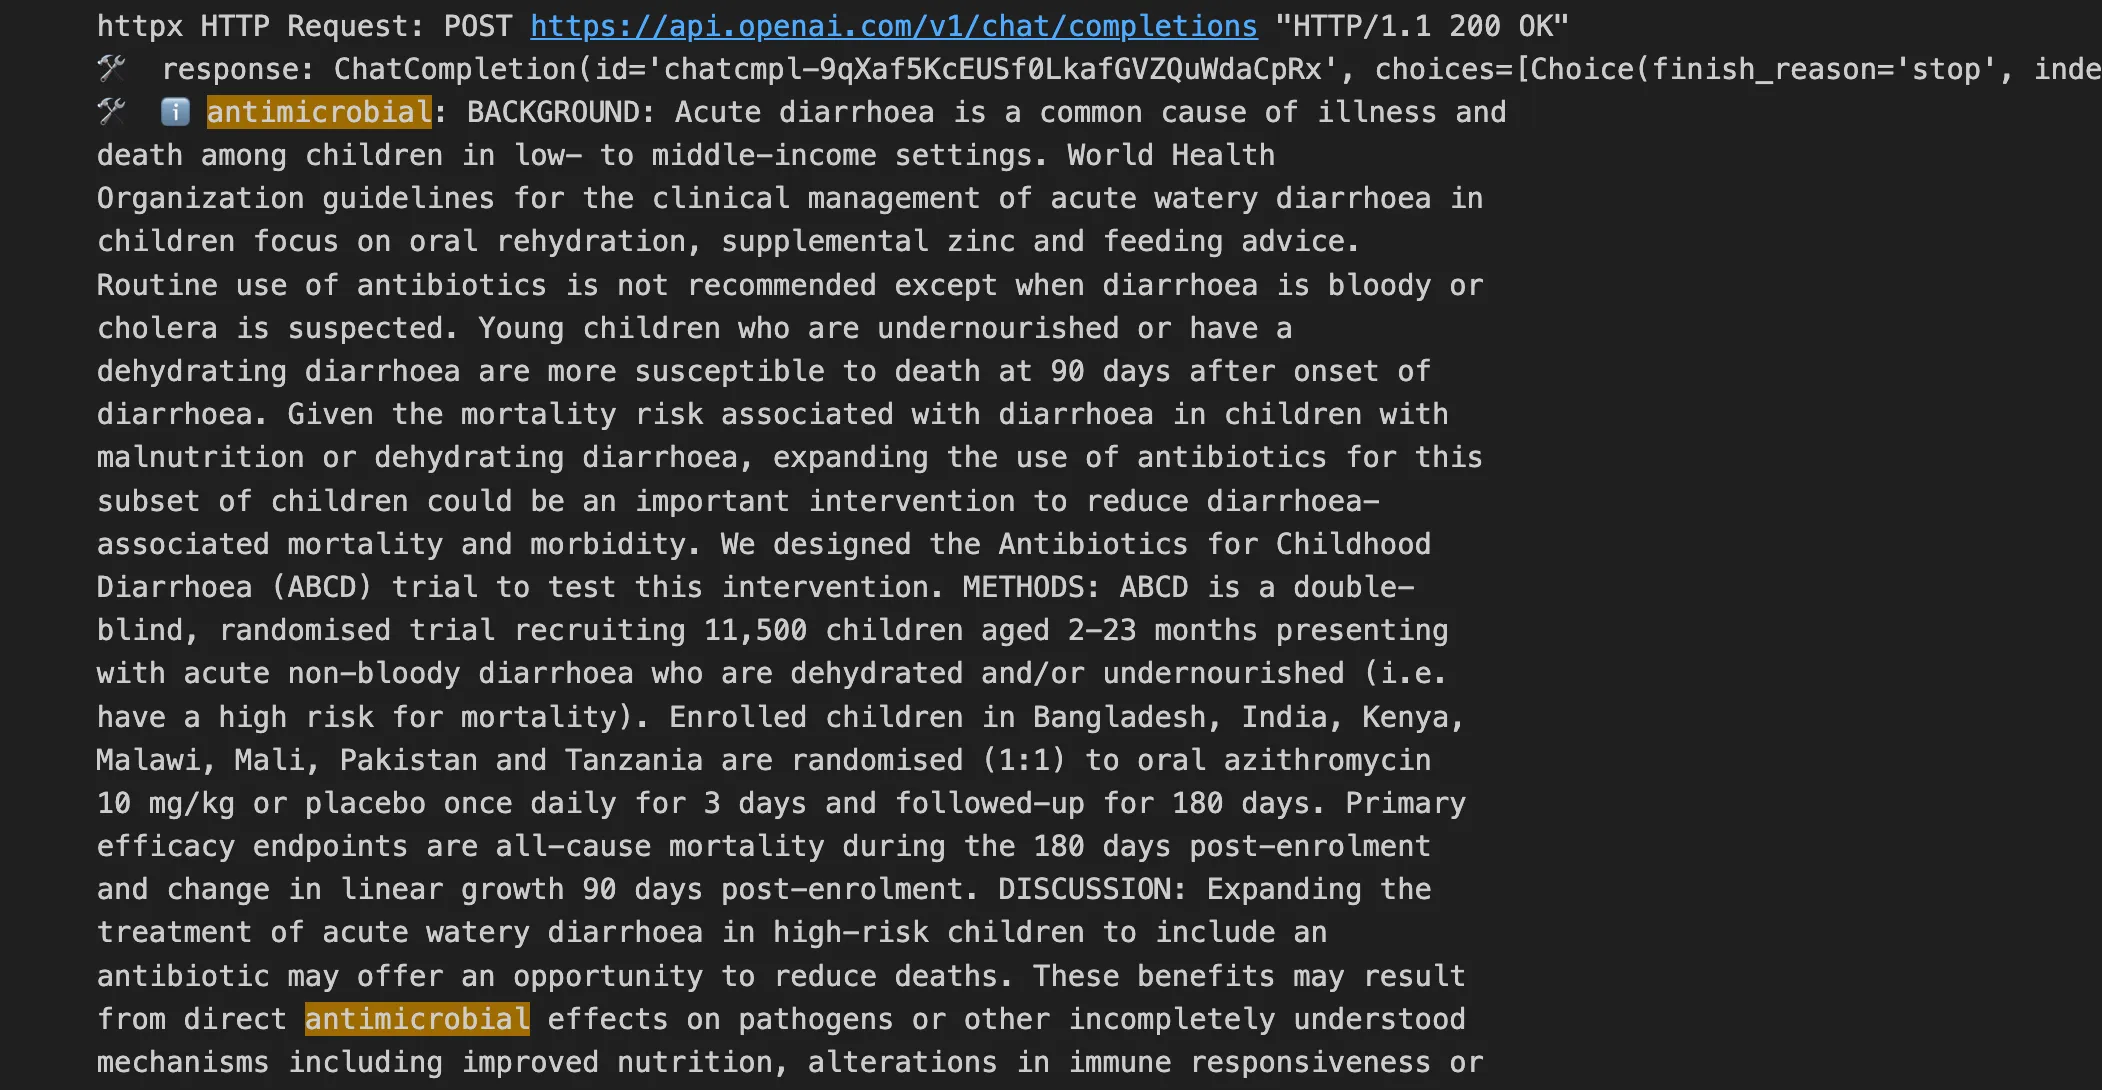 httpx HTTP Request: POST https://api.openai.com/v1/chat/completions "HTTP/1.1 200 OK"
🛠 response: ChatCompletion(id='chatcmpl-9qXaf5KcEUSf0LkafGVZQuWdaCpRx', choices=[Choice(finish_reason='stop', inde
🛠 ℹ️ antimicrobial: BACKGROUND: Acute diarrhoea is a common cause of illness and
death among children in low- to middle-income settings. World Health
Organization guidelines for the clinical management of acute watery diarrhoea in
children focus on oral rehydration, supplemental zinc and feeding advice.
Routine use of antibiotics is not recommended except when diarrhoea is bloody or
cholera is suspected. Young children who are undernourished or have a
dehydrating diarrhoea are more susceptible to death at 90 days after onset of
diarrhoea. Given the mortality risk associated with diarrhoea in children with
malnutrition or dehydrating diarrhoea, expanding the use of antibiotics for this
subset of children could be an important intervention to reduce diarrhoea-
associated mortality and morbidity. We designed the Antibiotics for Childhood
Diarrhoea (ABCD) trial to test this intervention. METHODS: ABCD is a double-
blind, randomised trial recruiting 11,500 children aged 2-23 months presenting
with acute non-bloody diarrhoea who are dehydrated and/or undernourished (i.e.
have a high risk for mortality). Enrolled children in Bangladesh, India, Kenya,
Malawi, Mali, Pakistan and Tanzania are randomised (1:1) to oral azithromycin
10 mg/kg or placebo once daily for 3 days and followed-up for 180 days. Primary
efficacy endpoints are all-cause mortality during the 180 days post-enrolment
and change in linear growth 90 days post-enrolment. DISCUSSION: Expanding the
treatment of acute watery diarrhoea in high-risk children to include an
antibiotic may offer an opportunity to reduce deaths. These benefits may result
from direct antimicrobial effects on pathogens or other incompletely understood
mechanisms including improved nutrition, alterations in immune responsiveness or